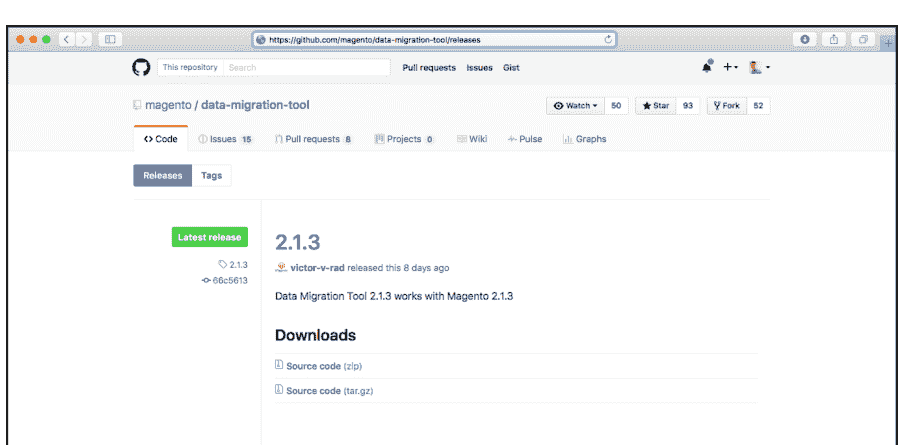 https://github.com/magento/data-migration-tool/releases
This repository Search Pull requests Issues Gist
magento / data-migration-tool Watch 50 Star 93 Fork 52
Code Issues 15 Pull requests 8 Projects 0 Wiki Pulse Graphs
Releases Tags
Latest release 2.1.3
2.1.3 victor-v-rad released this 8 days ago
66c5613
Data Migration Tool 2.1.3 works with Magento 2.1.3
Downloads
Source code (zip)
Source code (tar.gz)